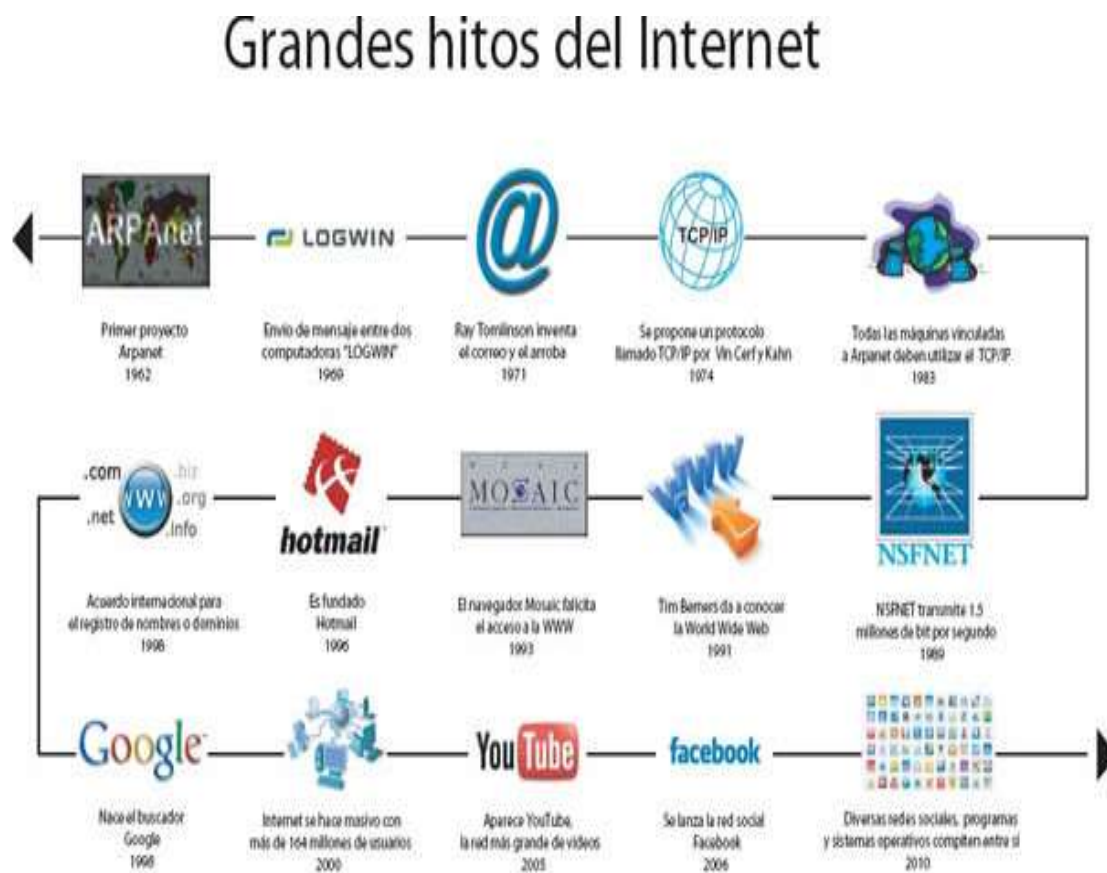 Grandes hitos del Internet
ARPAnet
LOGWIN
@
TCP/IP
Primer proyecto
Arpanet
1962
Envio de mensaje entre dos
computadoras "LOGWIN"
1969
Ray Tomlinson inventa
el correo y el arroba
1971
Se propone un protocolo
llamado TCP/IP por Vin Cerf y Kahn
1974
Todas las máquinas vinculadas
a Arpanet deben utilizar el TCP/IP
1983
NSFNET
WWW
MOSAIC
hotmail
.com
.net
www
.biz
.org
.info
NSFNET transmite 1.5
millones de bit por segundo
1989
Tim Berners da a conocer
la World Wide Web
1991
El navegador Mosaic falicita
el acceso a la WWW
1993
Es fundado
Hotmail
1996
Acuerdo internacional para
el registro de nombres o dominios
1998
Google
YouTube
facebook
Nace el buscador
Google
1998
Internet se hace masivo con
más de 164 millones de usuarios
2000
Aparece YouTube,
la red más grande de videos
2005
Se lanza la red social
Facebook
2006
Diversas redes sociales, programas
y sistemas operativos compiten entre sí
2010